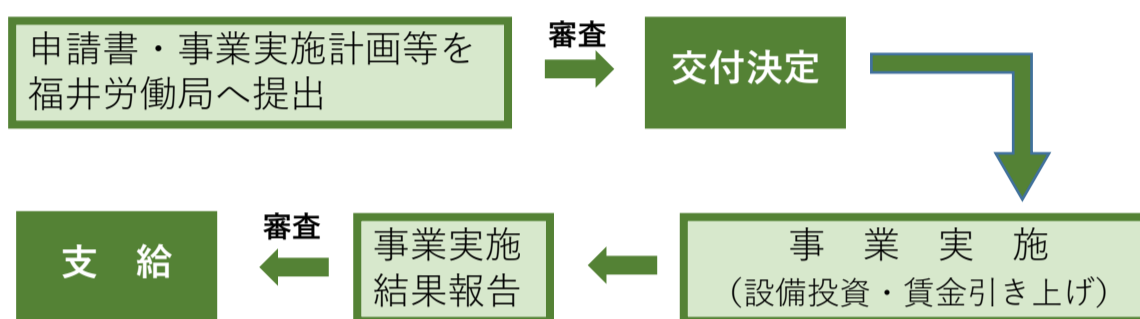 申請書・事業実施計画等を
福井労働局へ提出
審査
交付決定
事　業　実　施
（設備投資・賃金引き上げ）
事業実施
結果報告
審査
支　給